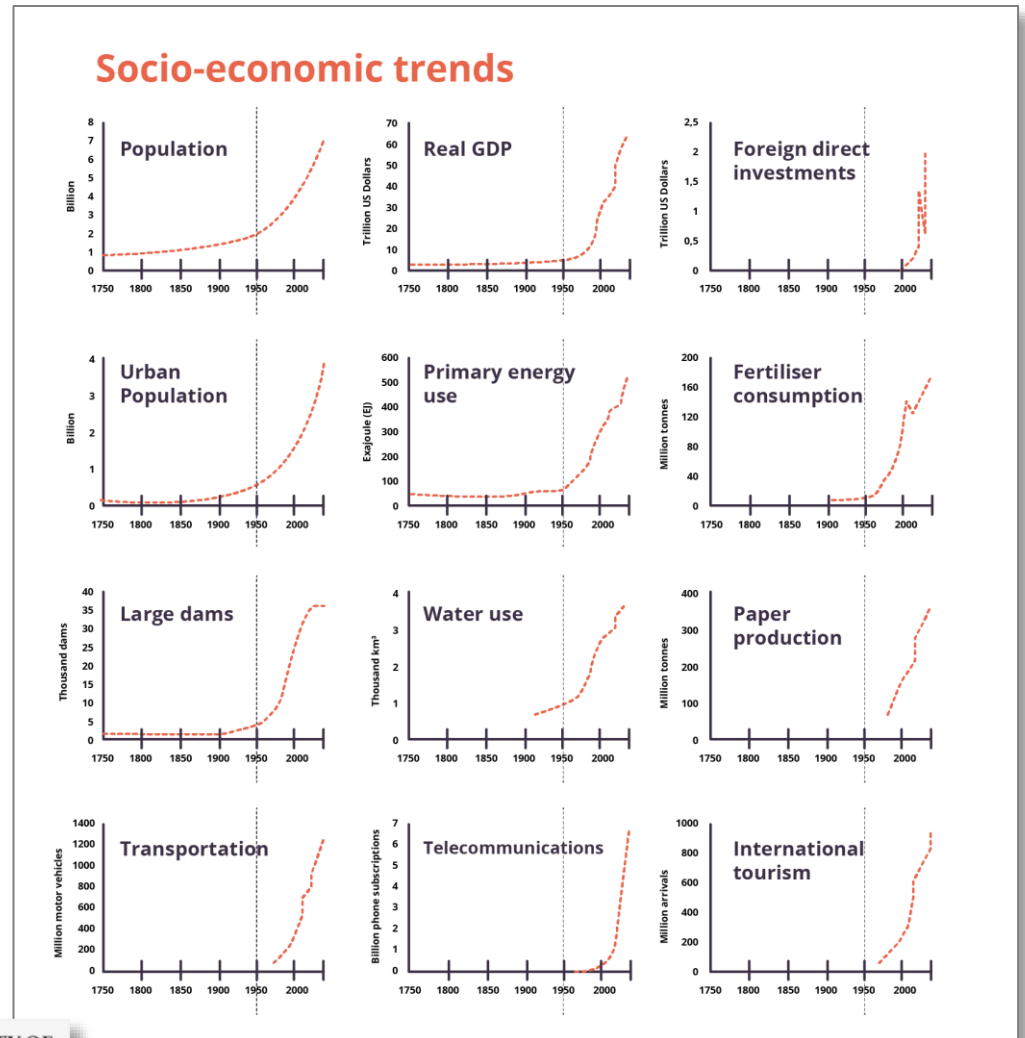 Socio-economic trends
Population
Billion
8
7
6
5
4
3
2
1
0
1750 1800 1850 1900 1950 2000
Real GDP
Trillion US Dollars
70
60
50
40
30
20
10
0
1750 1800 1850 1900 1950 2000
Foreign direct
investments
Trillion US Dollars
2,5
2
1,5
1
0,5
0
1750 1800 1850 1900 1950 2000
Urban
Population
Billion
4
3
2
1
0
1750 1800 1850 1900 1950 2000
Primary energy
use
Exajoule (EJ)
600
500
400
300
200
100
0
1750 1800 1850 1900 1950 2000
Fertiliser
consumption
Million tonnes
200
160
120
80
40
0
1750 1800 1850 1900 1950 2000
Large dams
Thousand dams
40
35
30
25
20
15
10
5
0
1750 1800 1850 1900 1950 2000
Water use
Thousand km³
4
3
2
1
0
1750 1800 1850 1900 1950 2000
Paper
production
Million tonnes
400
300
200
100
0
1750 1800 1850 1900 1950 2000
Transportation
Million motor vehicles
1400
1200
1000
800
600
400
200
0
1750 1800 1850 1900 1950 2000
Telecommunications
Billion phone subscriptions
7
6
5
4
3
2
1
0
1750 1800 1850 1900 1950 2000
International
tourism
Million arrivals
1000
800
600
400
200
0
1750 1800 1850 1900 1950 2000